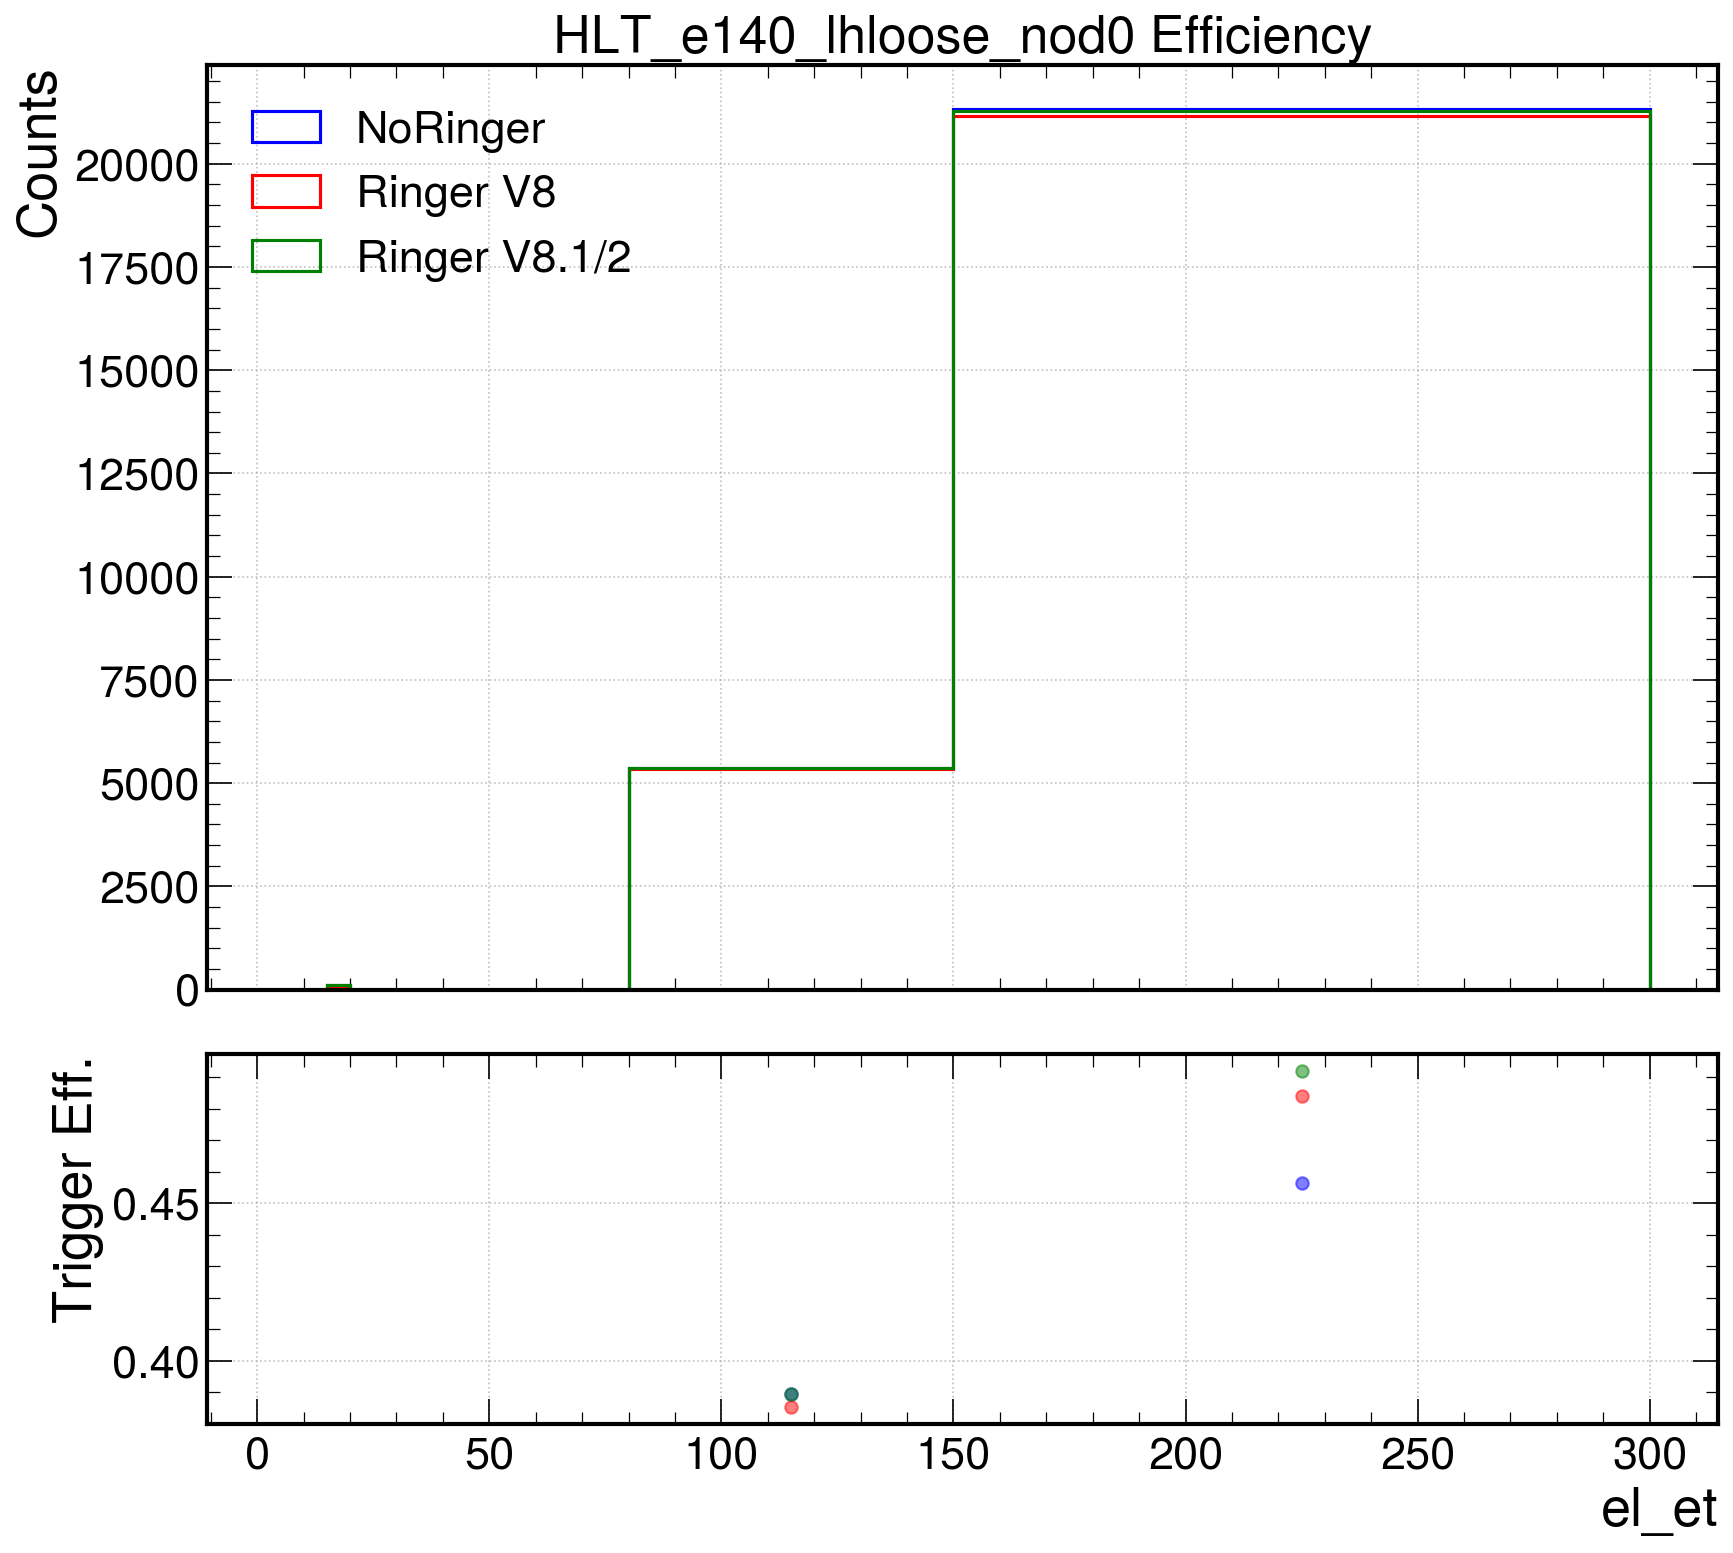 HLT_e140_lhloose_nod0 Efficiency
Counts
NoRinger
Ringer V8
Ringer V8.1/2
20000
17500
15000
12500
10000
7500
5000
2500
0
Trigger Eff.
0.45
0.40
0 50 100 150 200 250 300
el_et